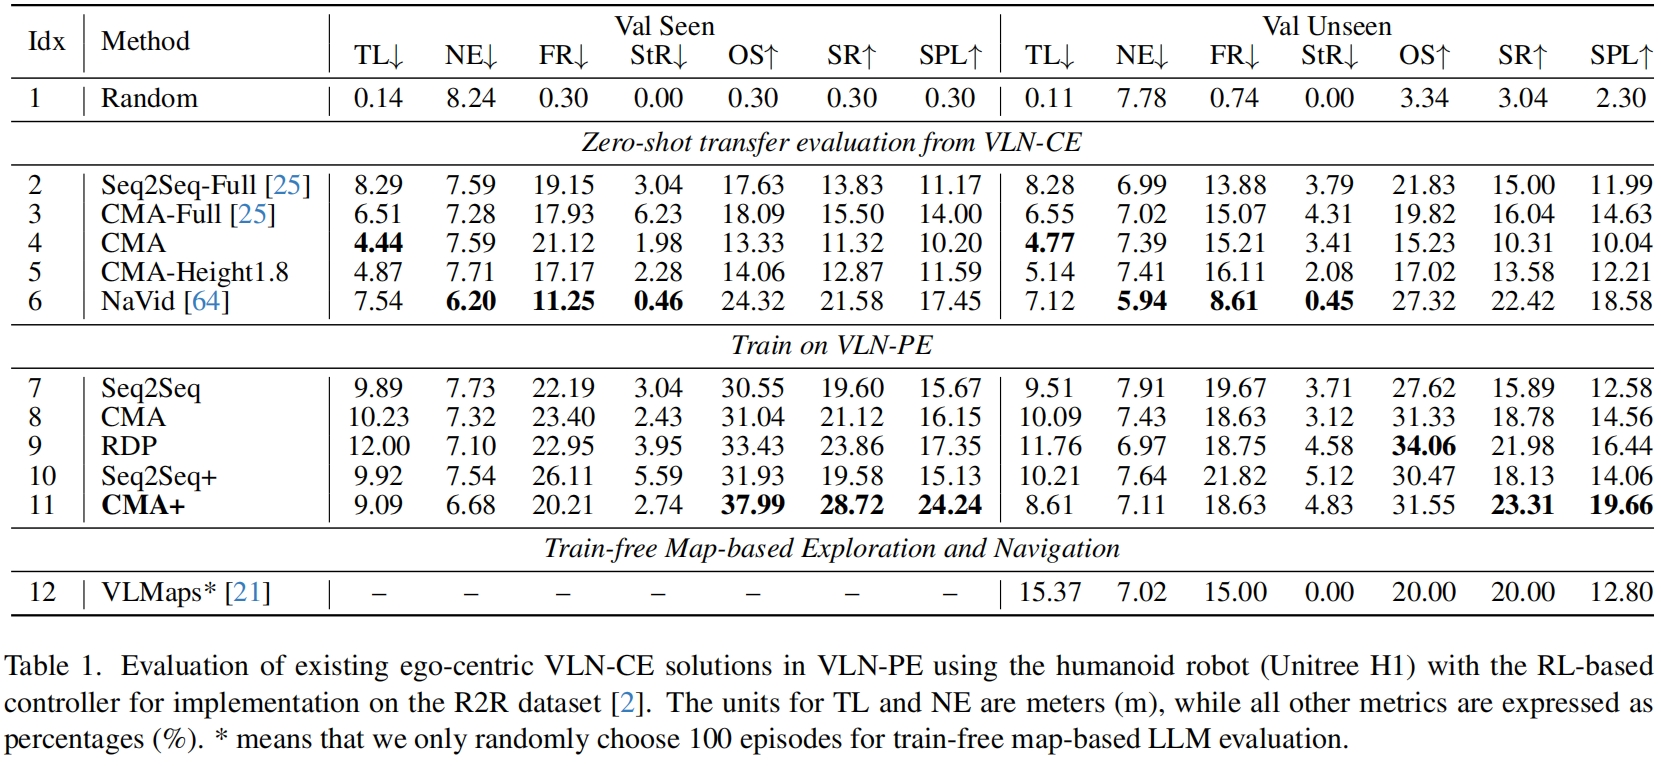 Val Seen Val Unseen
Idx Method TL↓ NE↓ FR↓ StR↓ OS↑ SR↑ SPL↑ TL↓ NE↓ FR↓ StR↓ OS↑ SR↑ SPL↑
1 Random 0.14 8.24 0.30 0.00 0.30 0.30 0.30 0.11 7.78 0.74 0.00 3.34 3.04 2.30
Zero-shot transfer evaluation from VLN-CE
2 Seq2Seq-Full [25] 8.29 7.59 19.15 3.04 17.63 13.83 11.17 8.28 6.99 13.88 3.79 21.83 15.00 11.99
3 CMA-Full [25] 6.51 7.28 17.93 6.23 18.09 15.50 14.00 6.55 7.02 15.07 4.31 19.82 16.04 14.63
4 CMA 4.44 7.59 21.12 1.98 13.33 11.32 10.20 4.77 7.39 15.21 3.41 15.23 10.31 10.04
5 CMA-Height1.8 4.87 7.71 17.17 2.28 14.06 12.87 11.59 5.14 7.41 16.11 2.08 17.02 13.58 12.21
6 NaVid [64] 7.54 6.20 11.25 0.46 24.32 21.58 17.45 7.12 5.94 8.61 0.45 27.32 22.42 18.58
Train on VLN-PE
7 Seq2Seq 9.89 7.73 22.19 3.04 30.55 19.60 15.67 9.51 7.91 19.67 3.71 27.62 15.89 12.58
8 CMA 10.23 7.32 23.40 2.43 31.04 21.12 16.15 10.09 7.43 18.63 3.12 31.33 18.78 14.56
9 RDP 12.00 7.10 22.95 3.95 33.43 23.86 17.35 11.76 6.97 18.75 4.58 34.06 21.98 16.44
10 Seq2Seq+ 9.92 7.54 26.11 5.59 31.93 19.58 15.13 10.21 7.64 21.82 5.12 30.47 18.13 14.06
11 CMA+ 9.09 6.68 20.21 2.74 37.99 28.72 24.24 8.61 7.11 18.63 4.83 31.55 23.31 19.66
Train-free Map-based Exploration and Navigation
12 VLMaps* [21] – – – – – – – 15.37 7.02 15.00 0.00 20.00 20.00 12.80
Table 1. Evaluation of existing ego-centric VLN-CE solutions in VLN-PE using the humanoid robot (Unitree H1) with the RL-based
controller for implementation on the R2R dataset [2]. The units for TL and NE are meters (m), while all other metrics are expressed as
percentages (%). * means that we only randomly choose 100 episodes for train-free map-based LLM evaluation.